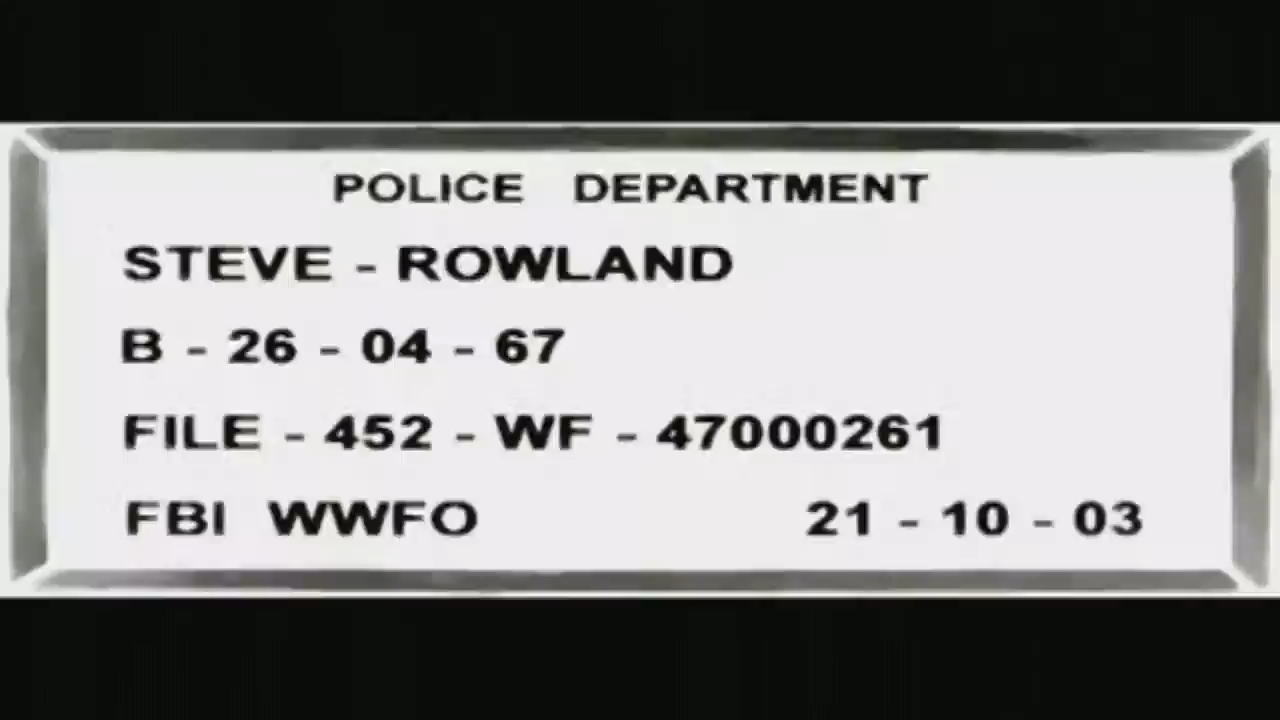 POLICE DEPARTMENT
STEVE - ROWLAND
B - 26 - 04 - 67
FILE - 452 - WF - 47000261
FBI WWFO 21 - 10 - 03